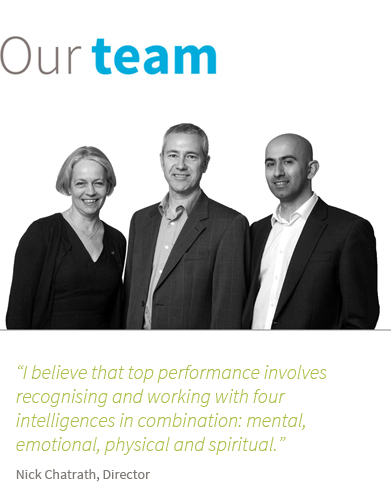 Our team
“I believe that top performance involves
recognising and working with four
intelligences in combination: mental,
emotional, physical and spiritual.”
Nick Chatrath, Director